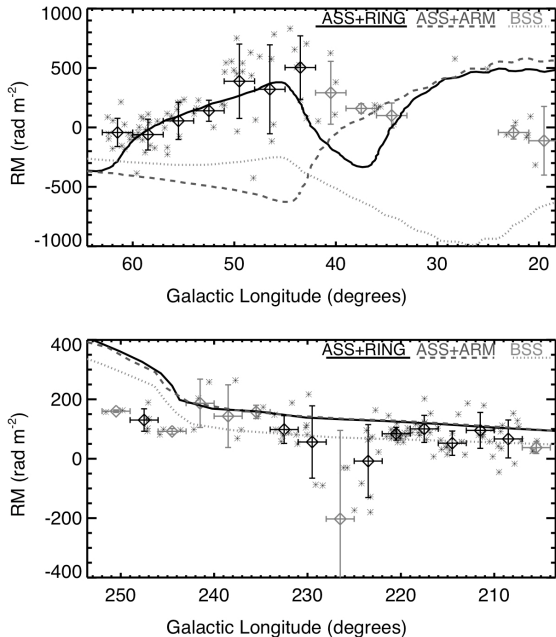 1000
ASS+RING ASS+ARM BSS
500
0
-500
-1000
RM (rad m⁻²)
60 50 40 30 20
Galactic Longitude (degrees)
400
ASS+RING ASS+ARM BSS
200
0
-200
-400
RM (rad m⁻²)
250 240 230 220 210
Galactic Longitude (degrees)